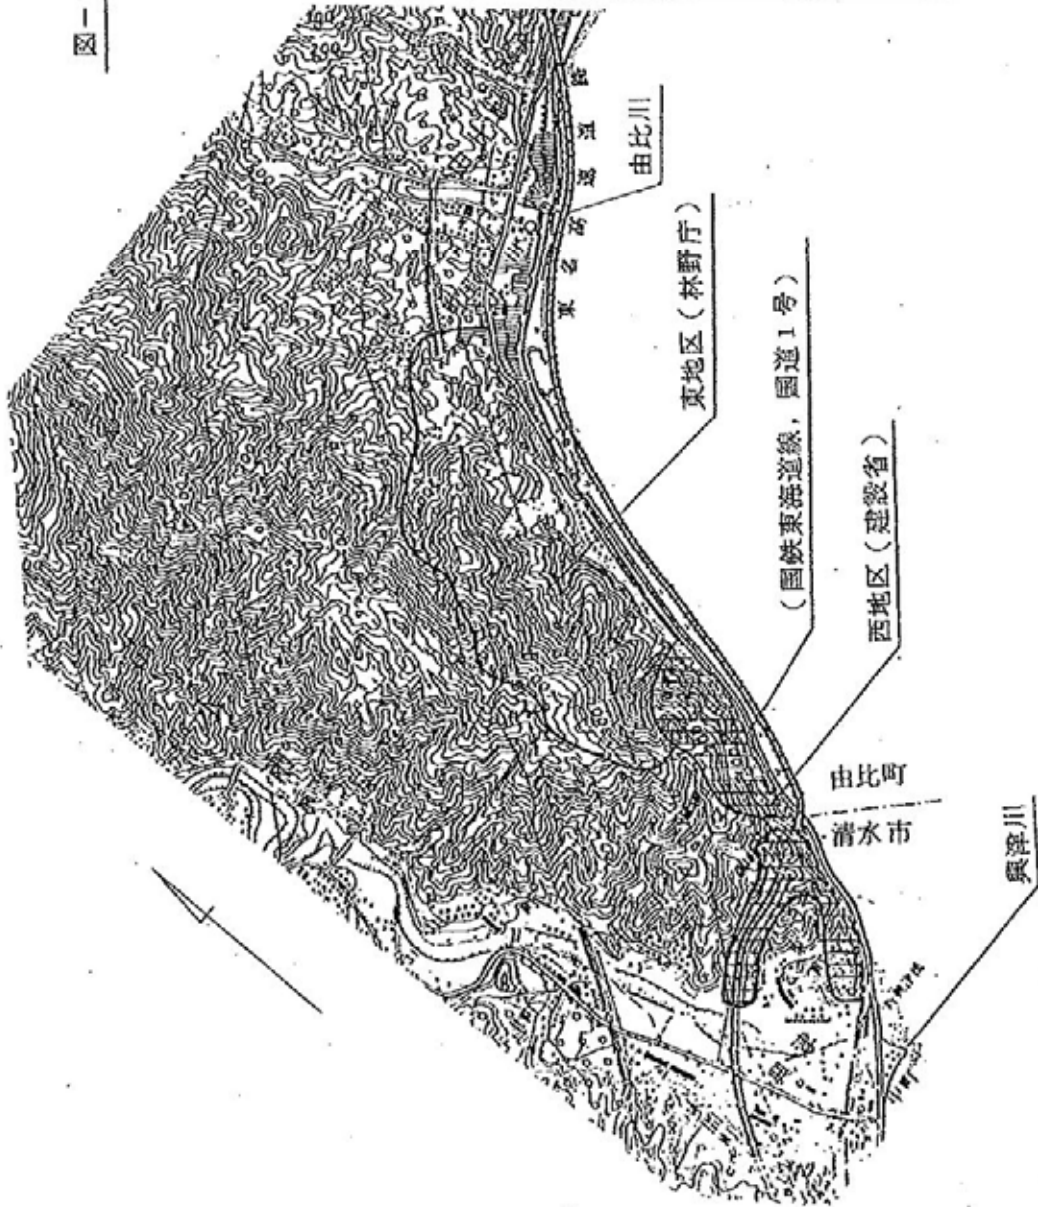 図－
東名高速道路
由比川
東地区（林野庁）
（国鉄東海道線，国道1号）
西地区（建設省）
由比町
清水市
興津川